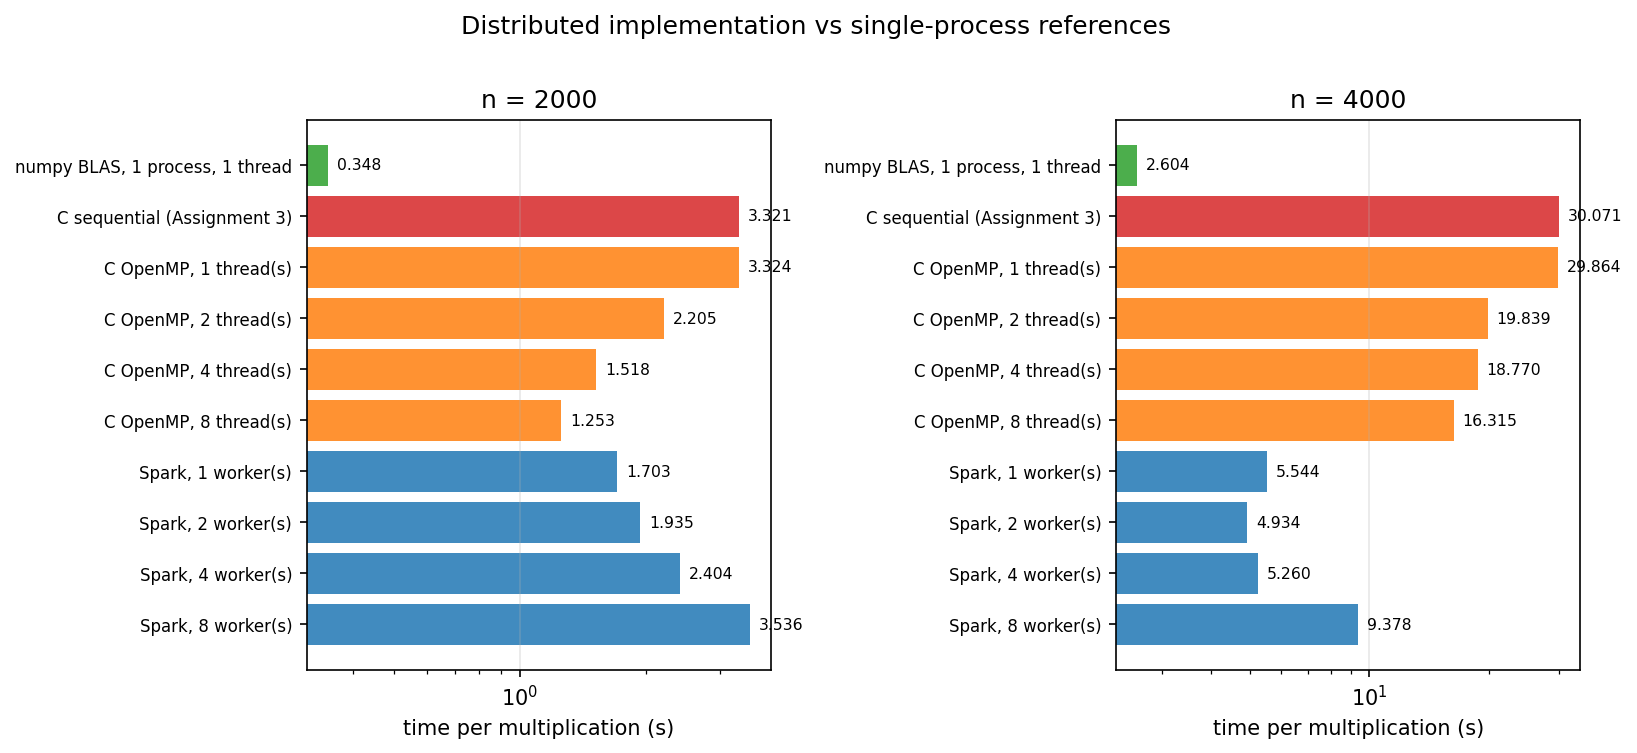 Distributed implementation vs single-process references
n = 2000
numpy BLAS, 1 process, 1 thread
0.348
C sequential (Assignment 3)
3.321
C OpenMP, 1 thread(s)
3.324
C OpenMP, 2 thread(s)
2.205
C OpenMP, 4 thread(s)
1.518
C OpenMP, 8 thread(s)
1.253
Spark, 1 worker(s)
1.703
Spark, 2 worker(s)
1.935
Spark, 4 worker(s)
2.404
Spark, 8 worker(s)
3.536
10⁰
time per multiplication (s)
n = 4000
numpy BLAS, 1 process, 1 thread
2.604
C sequential (Assignment 3)
30.071
C OpenMP, 1 thread(s)
29.864
C OpenMP, 2 thread(s)
19.839
C OpenMP, 4 thread(s)
18.770
C OpenMP, 8 thread(s)
16.315
Spark, 1 worker(s)
5.544
Spark, 2 worker(s)
4.934
Spark, 4 worker(s)
5.260
Spark, 8 worker(s)
9.378
10¹
time per multiplication (s)